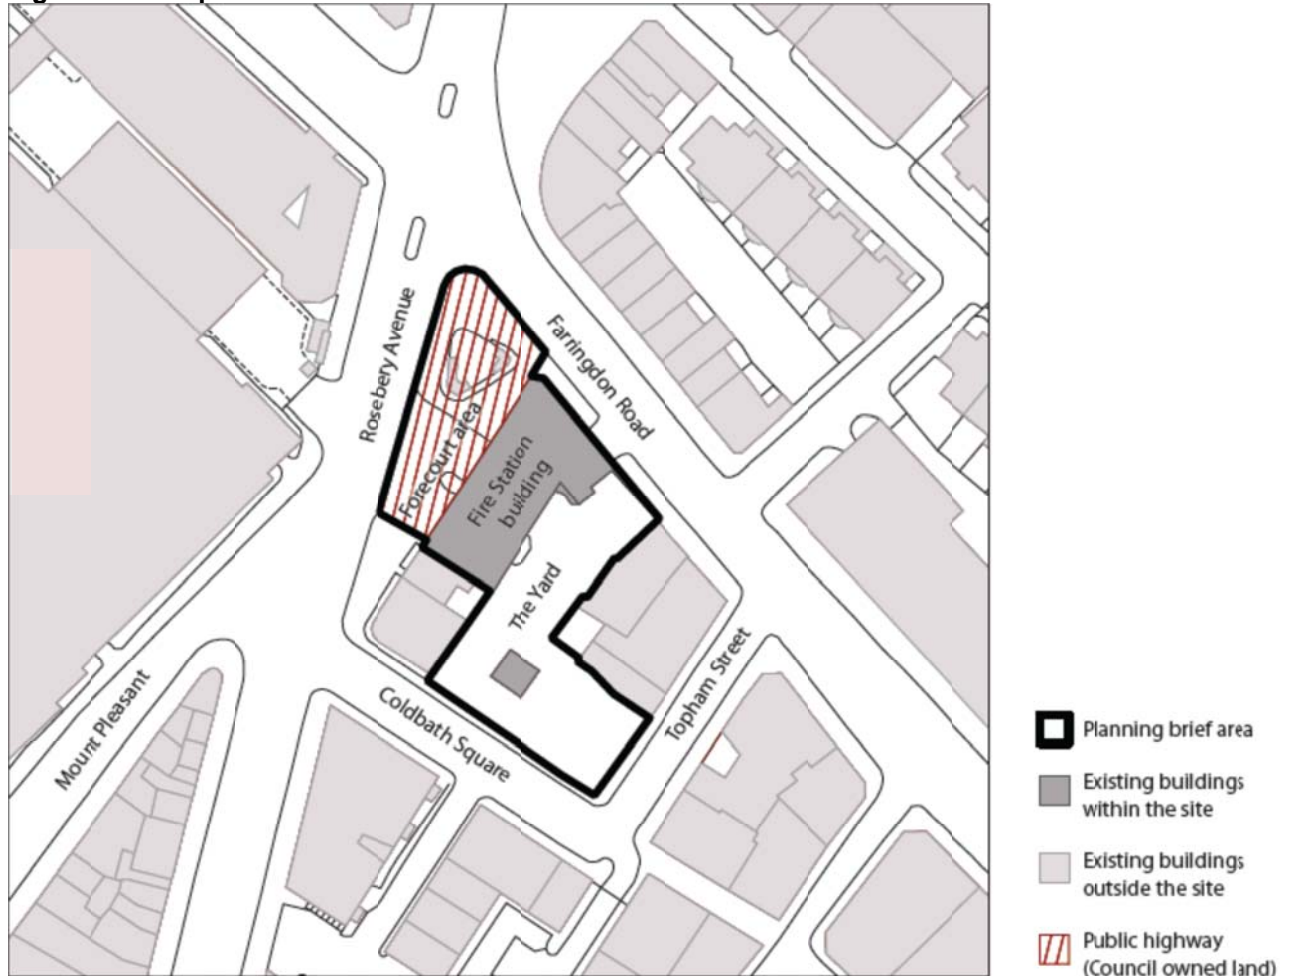 Rosebery Avenue
Farringdon Road
Forecourt area
Fire Station
building
The Yard
Mount Pleasant
Coldbath Square
Topham Street
Planning brief area
Existing buildings
within the site
Existing buildings
outside the site
Public highway
(Council owned land)